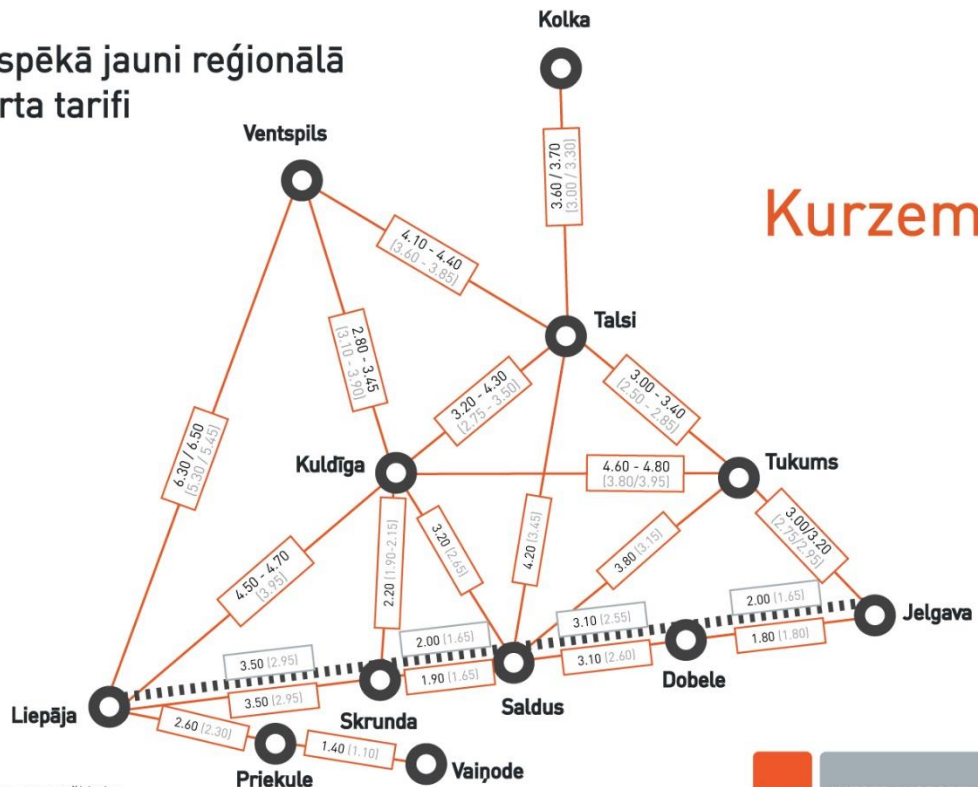 spēkā jauni reģionālā
rta tarifi
Kolka
Ventspils
3.60 / 3.70
(3.00 / 3.30)
Kurzem
4.10 - 4.40
(3.60 - 3.85)
Talsi
2.80 - 3.45
(3.10 - 3.90)
3.20 - 4.30
(2.75 - 3.50)
3.00 - 3.40
(2.50 - 2.85)
6.30 / 6.50
(5.30 / 5.45)
Kuldīga
4.60 - 4.80
(3.80/3.95)
Tukums
4.50 - 4.70
(3.95)
2.20 (1.90-2.15)
3.20 (2.65)
4.20 (3.45)
3.80 (3.15)
3.00/3.20
(2.75/2.95)
3.50 (2.95)
2.00 (1.65)
3.10 (2.55)
2.00 (1.65)
Jelgava
3.50 (2.95)
1.90 (1.65)
3.10 (2.60)
1.80 (1.80)
Liepāja
Skrunda
Saldus
Dobele
2.60 (2.30)
1.40 (1.10)
Priekule
Vaiņode